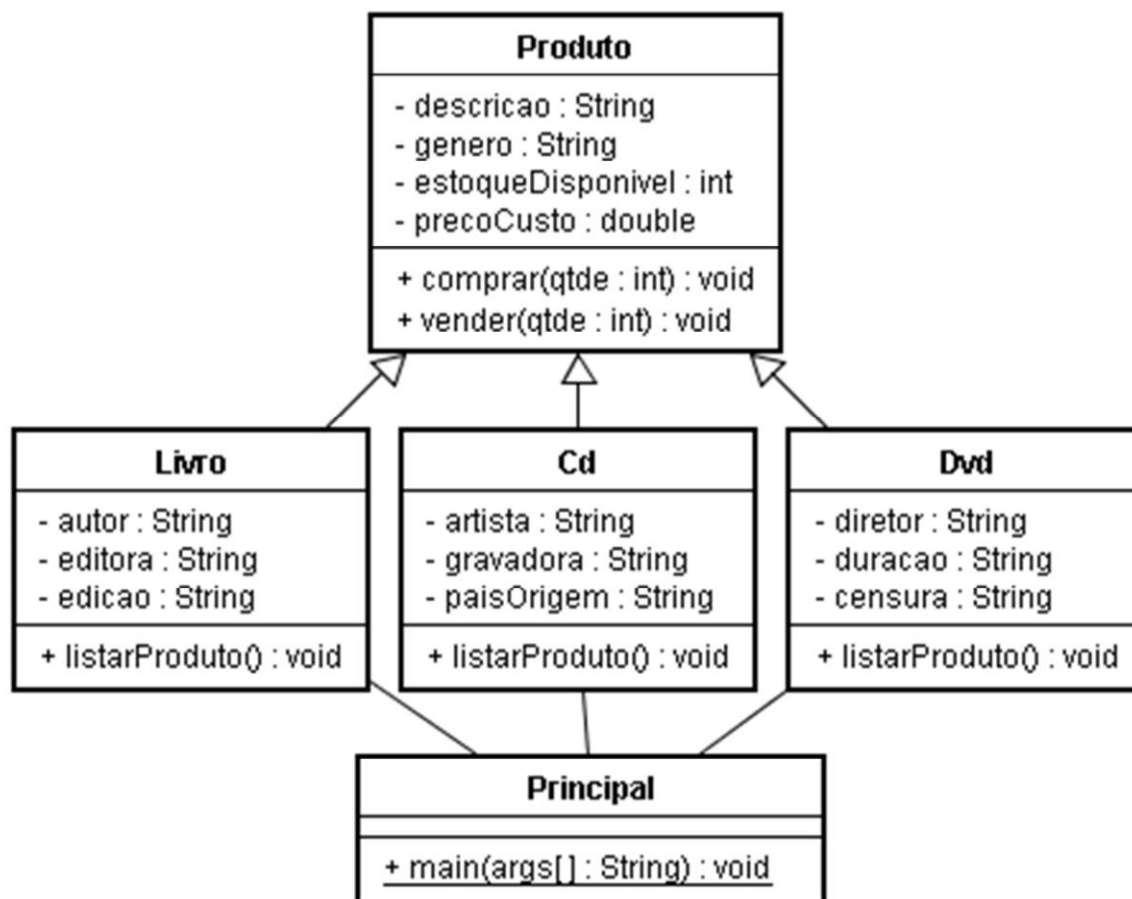 Produto
- descricao : String
- genero : String
- estoqueDisponivel : int
- precoCusto : double
+ comprar(qtde : int) : void
+ vender(qtde : int) : void
Livro
- autor : String
- editora : String
- edicao : String
+ listarProduto() : void
Cd
- artista : String
- gravadora : String
- paisOrigem : String
+ listarProduto() : void
Dvd
- diretor : String
- duracao : String
- censura : String
+ listarProduto() : void
Principal
+ main(args[] : String) : void